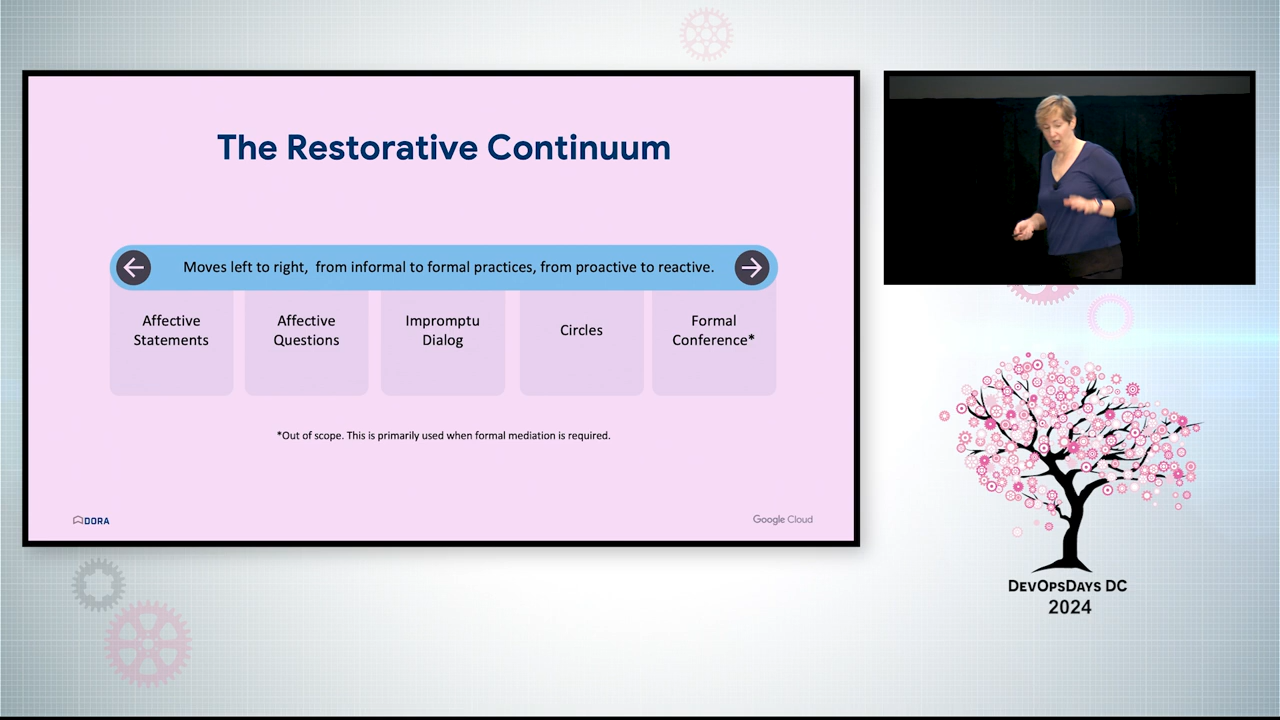 The Restorative Continuum
Moves left to right, from informal to formal practices, from proactive to reactive.
Affective
Statements
Affective
Questions
Impromptu
Dialog
Circles
Formal
Conference*
*Out of scope. This is primarily used when formal mediation is required.
DORA
Google Cloud
DEVOPSDAYS DC
2024